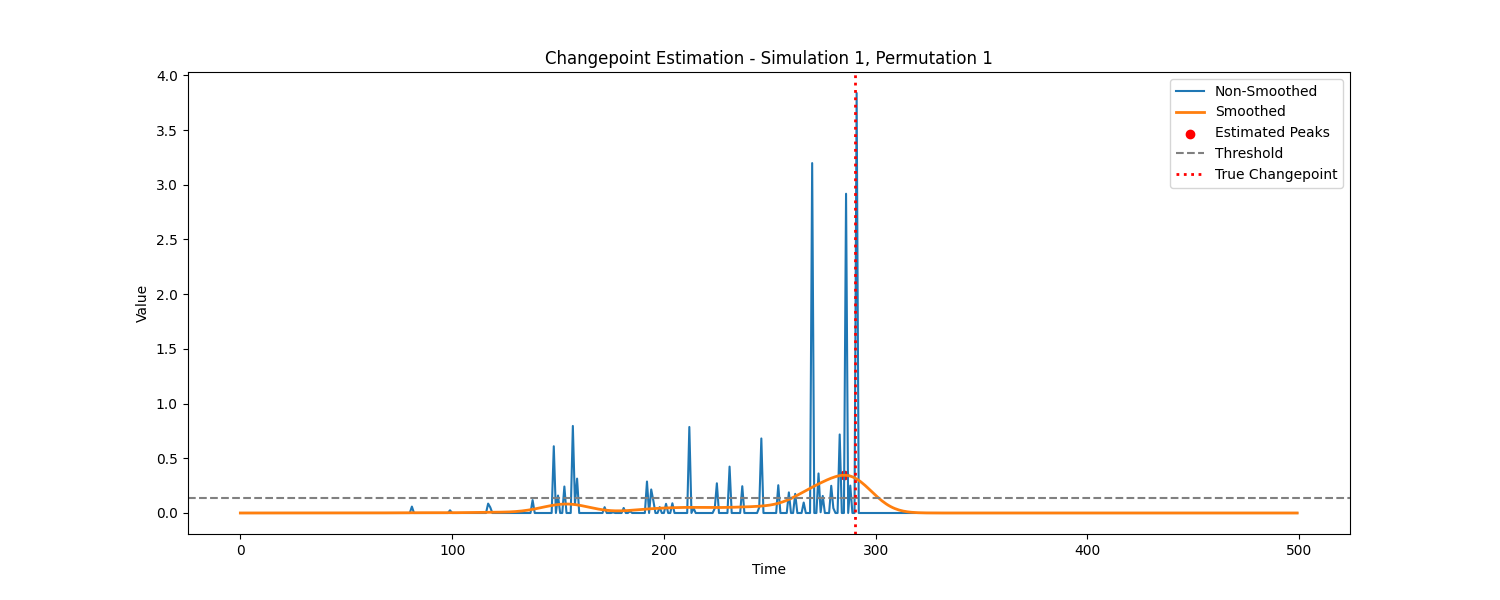 Changepoint Estimation - Simulation 1, Permutation 1
Non-Smoothed
Smoothed
Estimated Peaks
Threshold
True Changepoint
Value
4.0
3.5
3.0
2.5
2.0
1.5
1.0
0.5
0.0
0 100 200 300 400 500
Time